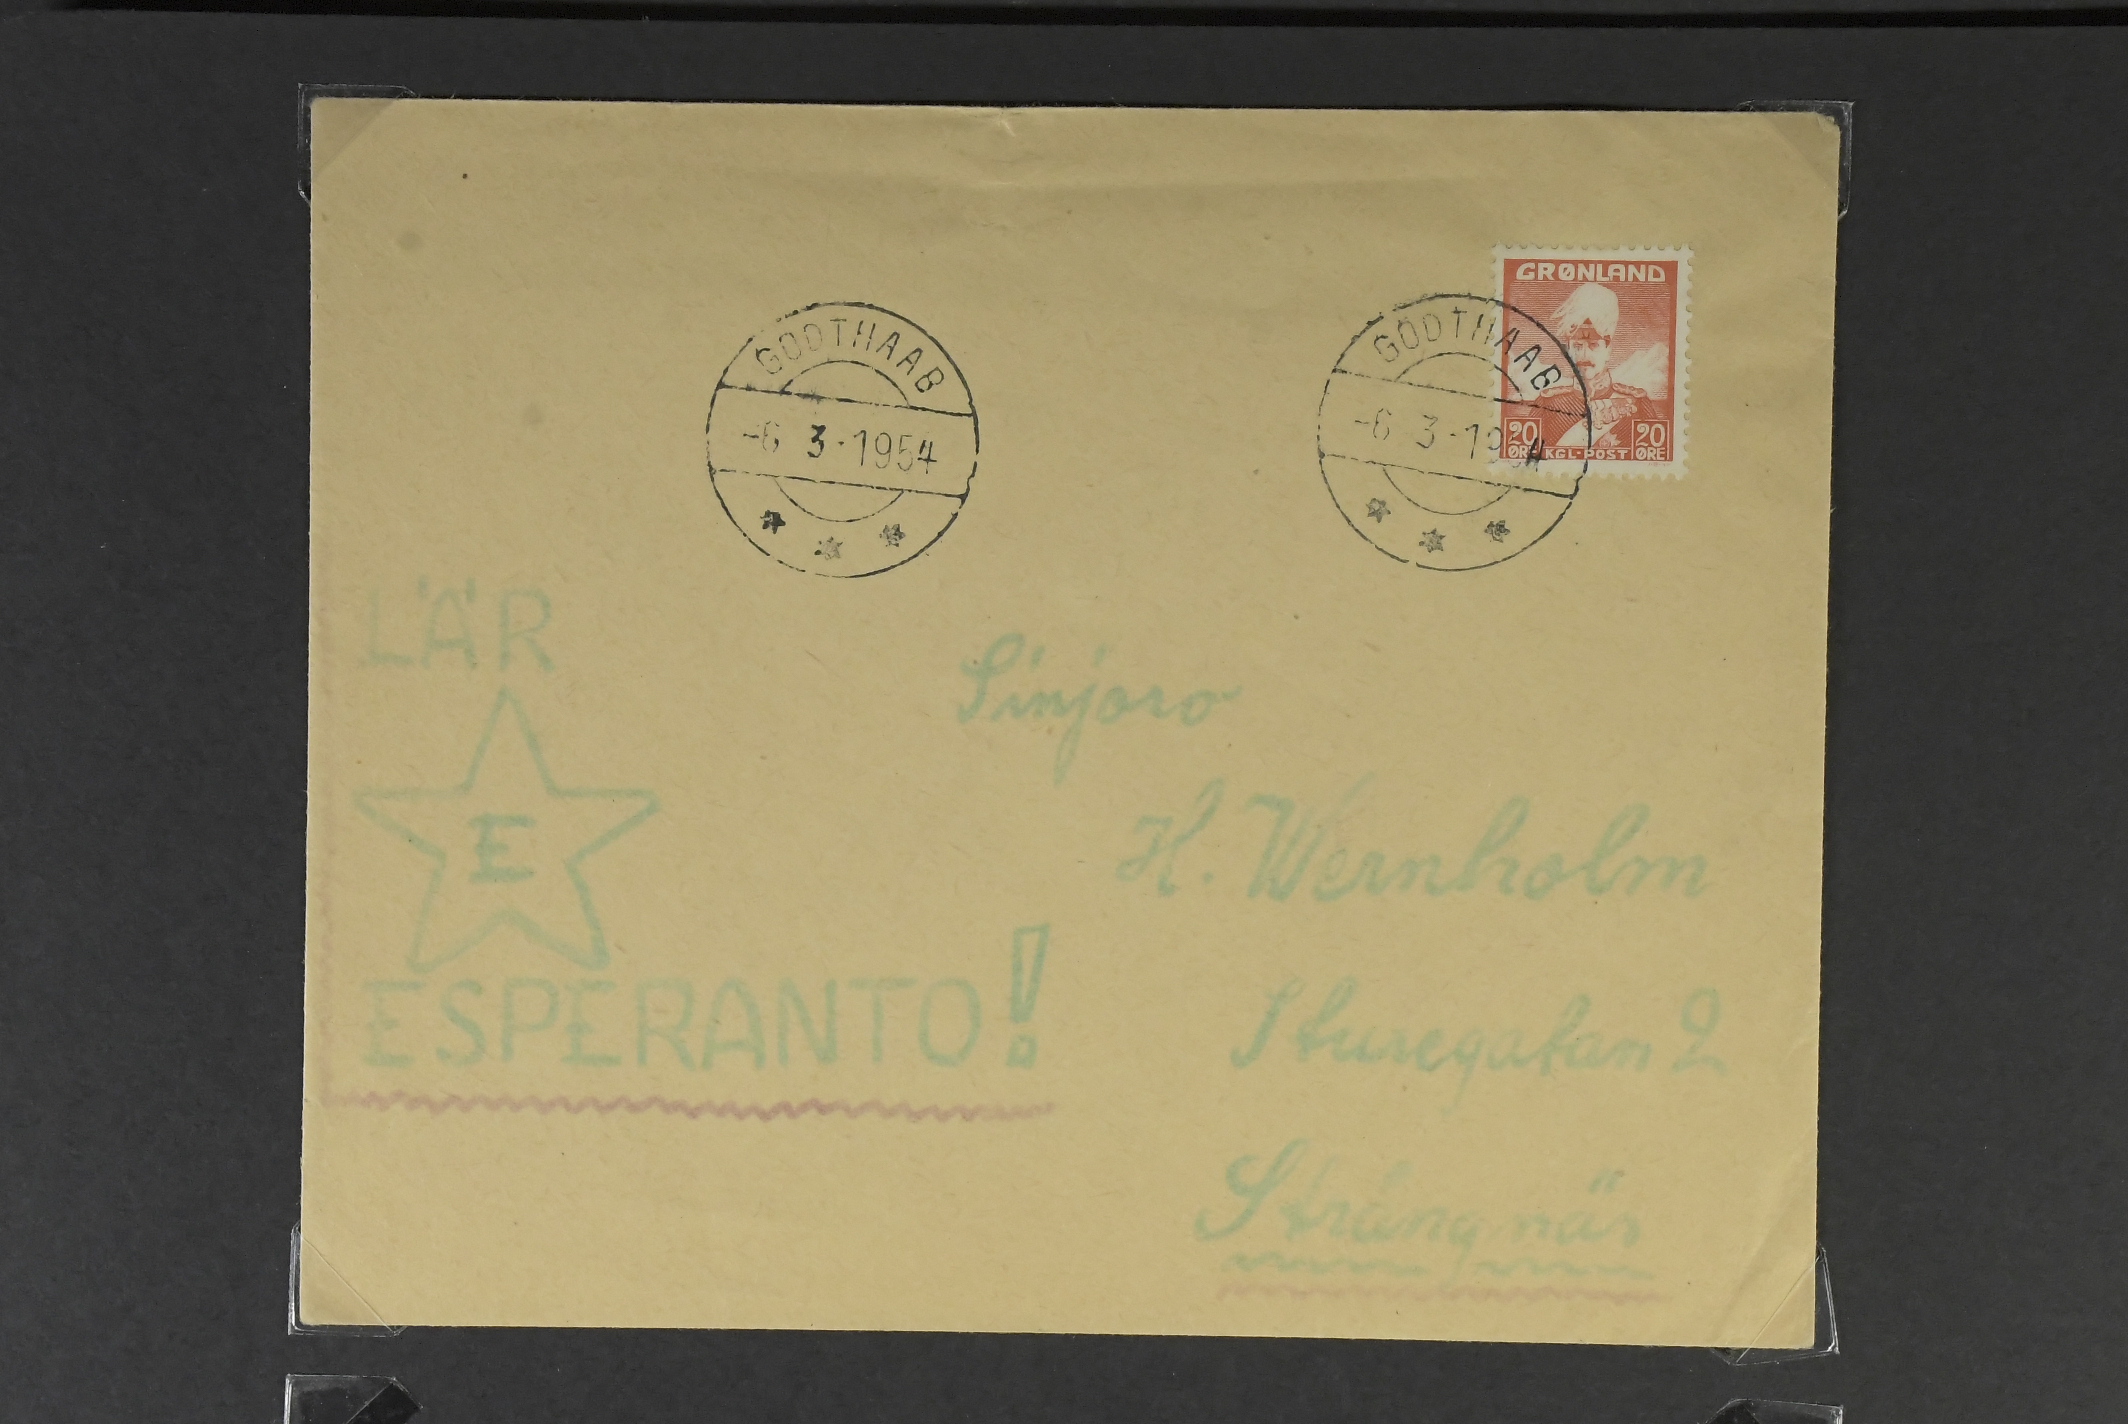 GRØNLAND
20 20
ØRE KGL-POST ØRE
GODTHAAB
-6 3-1954
GODTHAAB
-6 3-1954
LÄR
E
ESPERANTO!
Sinjoro
H. Wernholm
Sturegatan 2
Strängnäs